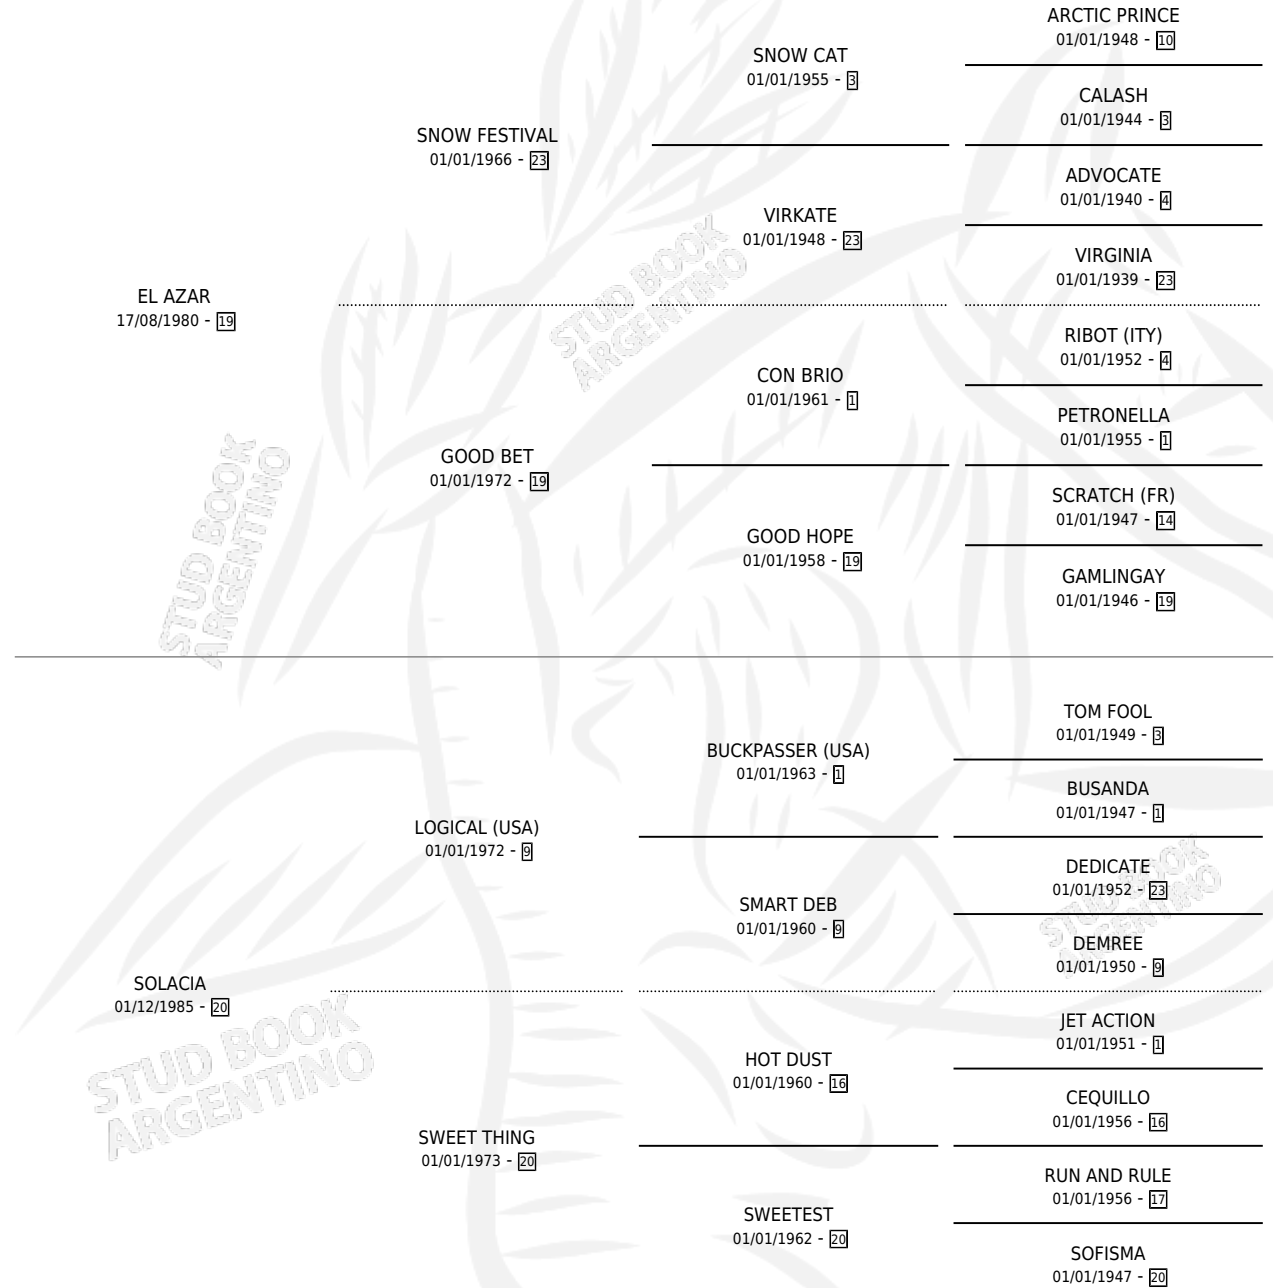 ARCTIC PRINCE
01/01/1948 - 10
SNOW CAT
01/01/1955 - 3
CALASH
01/01/1944 - 3
SNOW FESTIVAL
01/01/1966 - 23
ADVOCATE
01/01/1940 - 4
VIRKATE
01/01/1948 - 23
VIRGINIA
01/01/1939 - 23
EL AZAR
17/08/1980 - 19
RIBOT (ITY)
01/01/1952 - 4
CON BRIO
01/01/1961 - 1
PETRONELLA
01/01/1955 - 1
GOOD BET
01/01/1972 - 19
SCRATCH (FR)
01/01/1947 - 14
GOOD HOPE
01/01/1958 - 19
GAMLINGAY
01/01/1946 - 19
TOM FOOL
01/01/1949 - 3
BUCKPASSER (USA)
01/01/1963 - 1
BUSANDA
01/01/1947 - 1
LOGICAL (USA)
01/01/1972 - 9
DEDICATE
01/01/1952 - 23
SMART DEB
01/01/1960 - 9
DEMREE
01/01/1950 - 9
SOLACIA
01/12/1985 - 20
JET ACTION
01/01/1951 - 1
HOT DUST
01/01/1960 - 16
CEQUILLO
01/01/1956 - 16
SWEET THING
01/01/1973 - 20
RUN AND RULE
01/01/1956 - 17
SWEETEST
01/01/1962 - 20
SOFISMA
01/01/1947 - 20
STUD BOOK
ARGENTINO
STUD BOOK
ARGENTINO
STUD BOOK
ARGENTINO
STUD BOOK
ARGENTINO